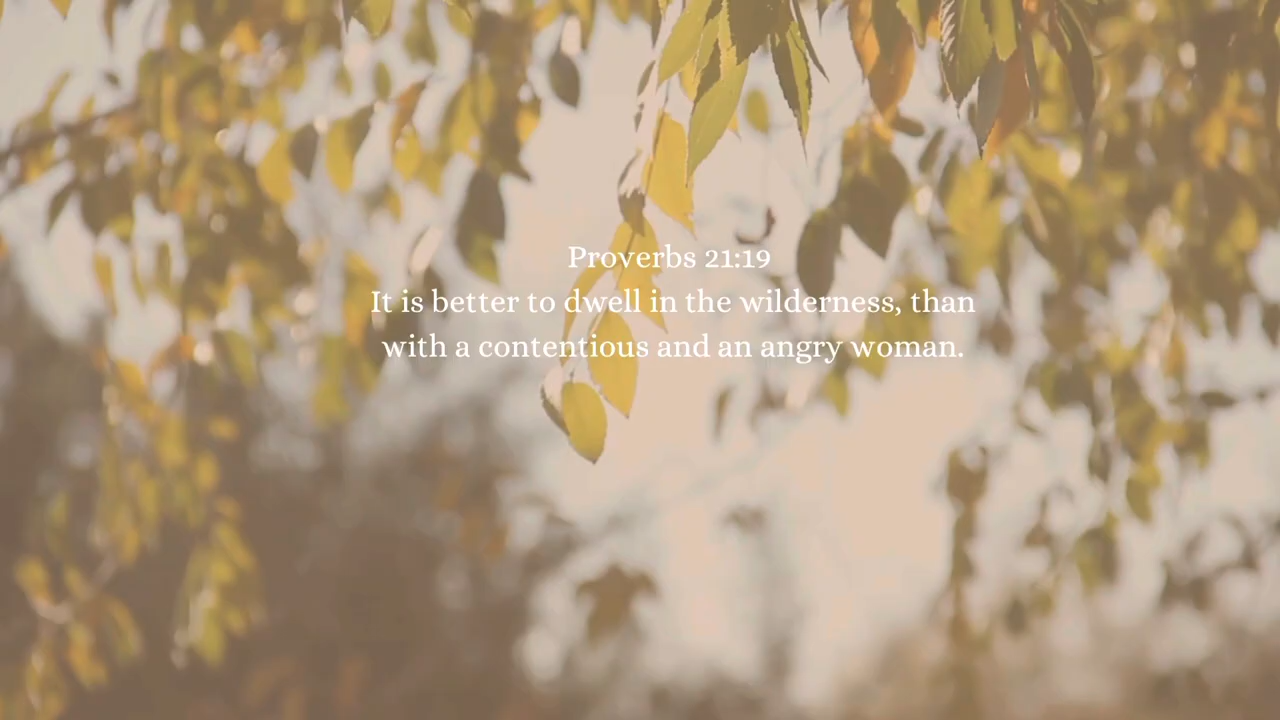 Proverbs 21:19
It is better to dwell in the wilderness, than
with a contentious and an angry woman.